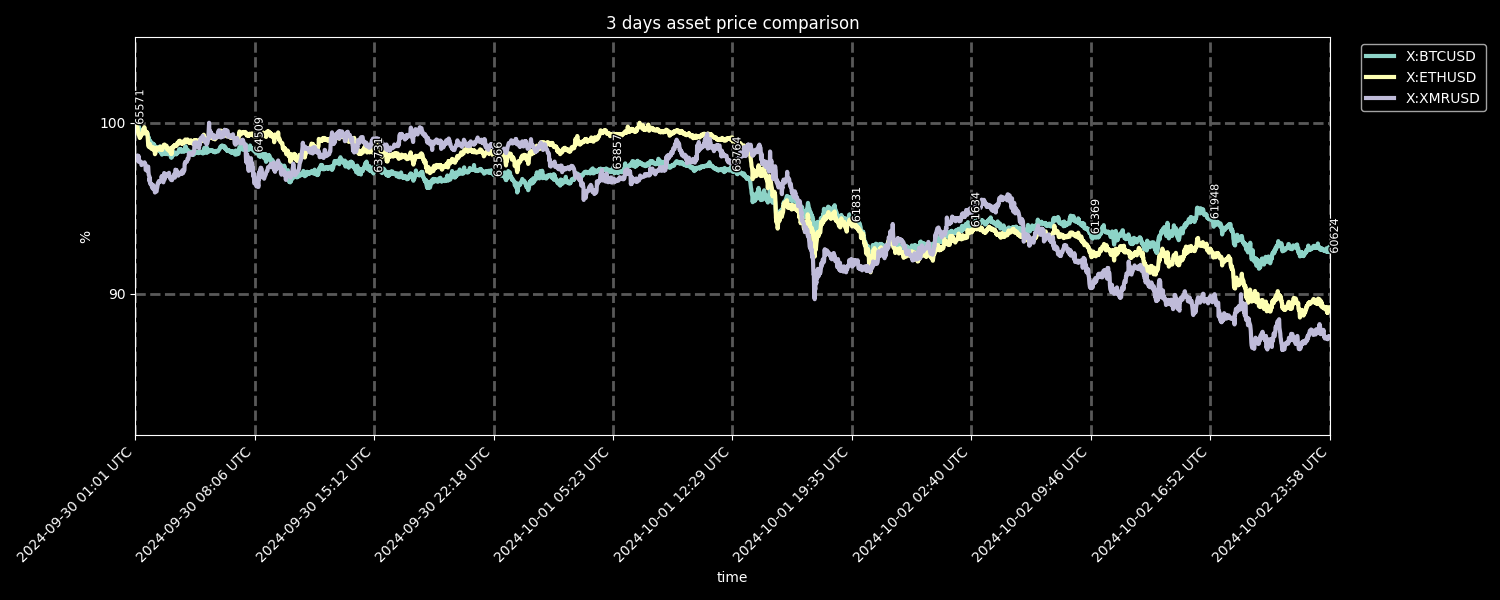 3 days asset price comparison
X:BTCUSD
X:ETHUSD
X:XMRUSD
100
90
%
65571
64509
63566
63857
63764
61831
61634
61369
61948
60624
2024-09-30 01:01 UTC
2024-09-30 08:06 UTC
2024-09-30 15:12 UTC
2024-09-30 22:18 UTC
2024-10-01 05:23 UTC
2024-10-01 12:29 UTC
2024-10-01 19:35 UTC
2024-10-02 02:40 UTC
2024-10-02 09:46 UTC
2024-10-02 16:52 UTC
2024-10-02 23:58 UTC
time